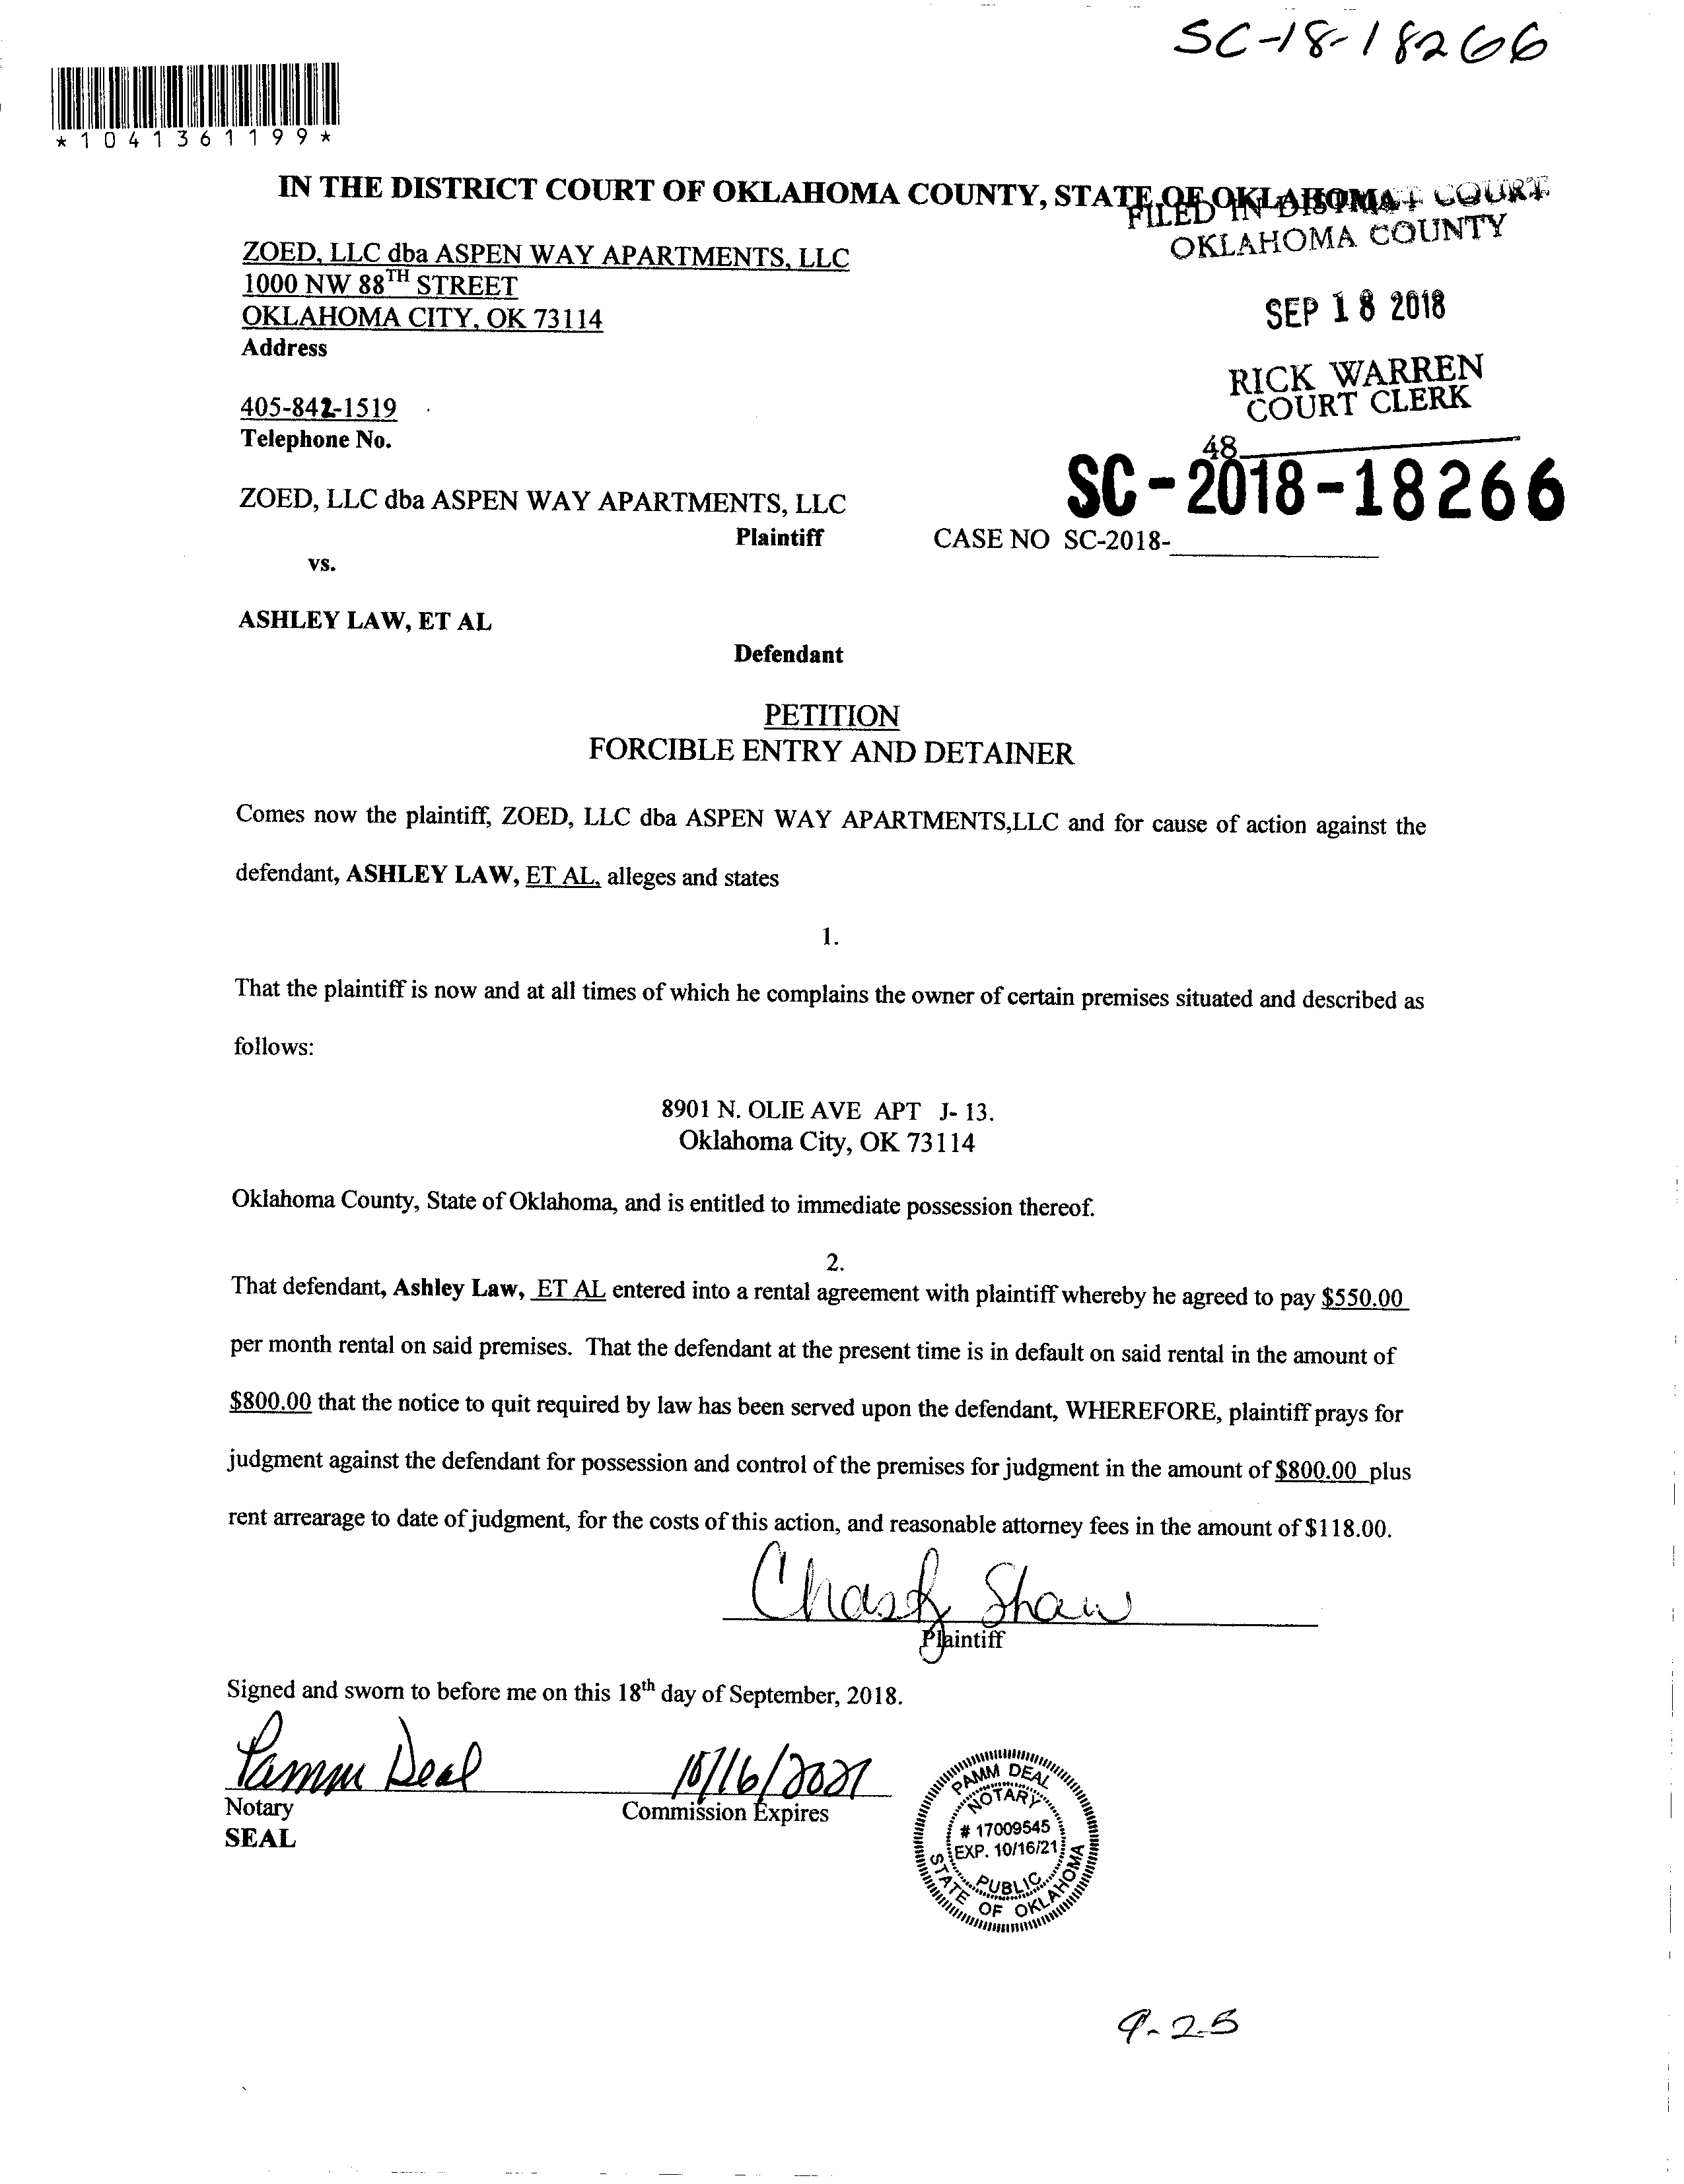 SC-18-18266
*1041361199*
IN THE DISTRICT COURT OF OKLAHOMA COUNTY, STATE OF OKLAHOMA
FILED IN DISTRICT COURT
OKLAHOMA COUNTY
ZOED, LLC dba ASPEN WAY APARTMENTS, LLC
1000 NW 88TH STREET
OKLAHOMA CITY, OK 73114
Address
SEP 18 2018
RICK WARREN
COURT CLERK
405-842-1519
Telephone No.
48
SC-2018-18266
ZOED, LLC dba ASPEN WAY APARTMENTS, LLC
Plaintiff
CASE NO SC-2018-
vs.
ASHLEY LAW, ET AL
Defendant
PETITION
FORCIBLE ENTRY AND DETAINER
Comes now the plaintiff, ZOED, LLC dba ASPEN WAY APARTMENTS,LLC and for cause of action against the
defendant, ASHLEY LAW, ET AL, alleges and states
1.
That the plaintiff is now and at all times of which he complains the owner of certain premises situated and described as
follows:
8901 N. OLIE AVE APT J- 13.
Oklahoma City, OK 73114
Oklahoma County, State of Oklahoma, and is entitled to immediate possession thereof.
2.
That defendant, Ashley Law, ET AL entered into a rental agreement with plaintiff whereby he agreed to pay $550.00
per month rental on said premises. That the defendant at the present time is in default on said rental in the amount of
$800.00 that the notice to quit required by law has been served upon the defendant, WHEREFORE, plaintiff prays for
judgment against the defendant for possession and control of the premises for judgment in the amount of $800.00 plus
rent arrearage to date of judgment, for the costs of this action, and reasonable attorney fees in the amount of $118.00.
Shaw
Plaintiff
Signed and sworn to before me on this 18th day of September, 2018.
Pamm Deal 10/16/2021
Notary Commission Expires
SEAL
PAMM DEAL
NOTARY
# 17009545
EXP. 10/16/21
PUBLIC
STATE OF OKLAHOMA
9-25